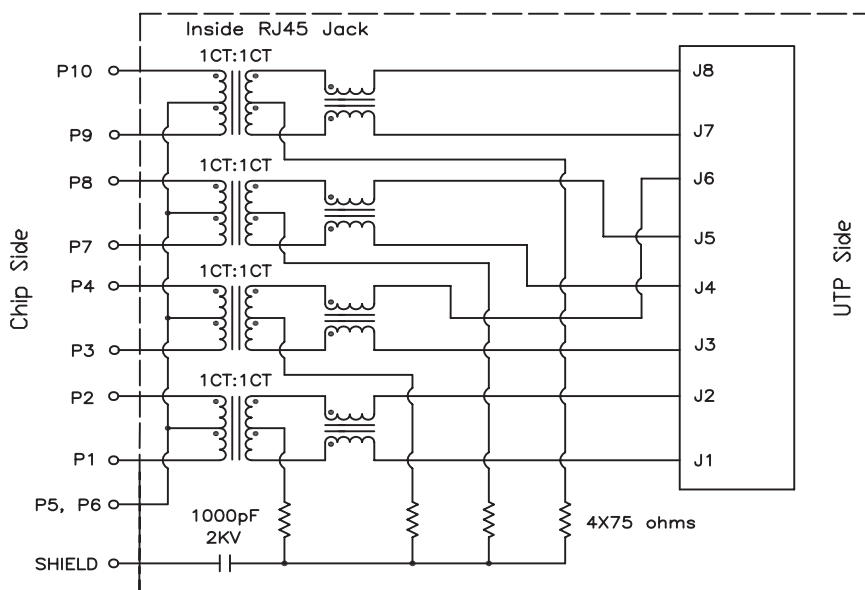 Inside RJ45 Jack
1CT:1CT
P10
J8
P9
J7
1CT:1CT
P8
J6
P7
J5
Chip Side
UTP Side
1CT:1CT
P4
J4
P3
J3
1CT:1CT
P2
J2
P1
J1
P5, P6
1000pF
2KV
4X75 ohms
SHIELD